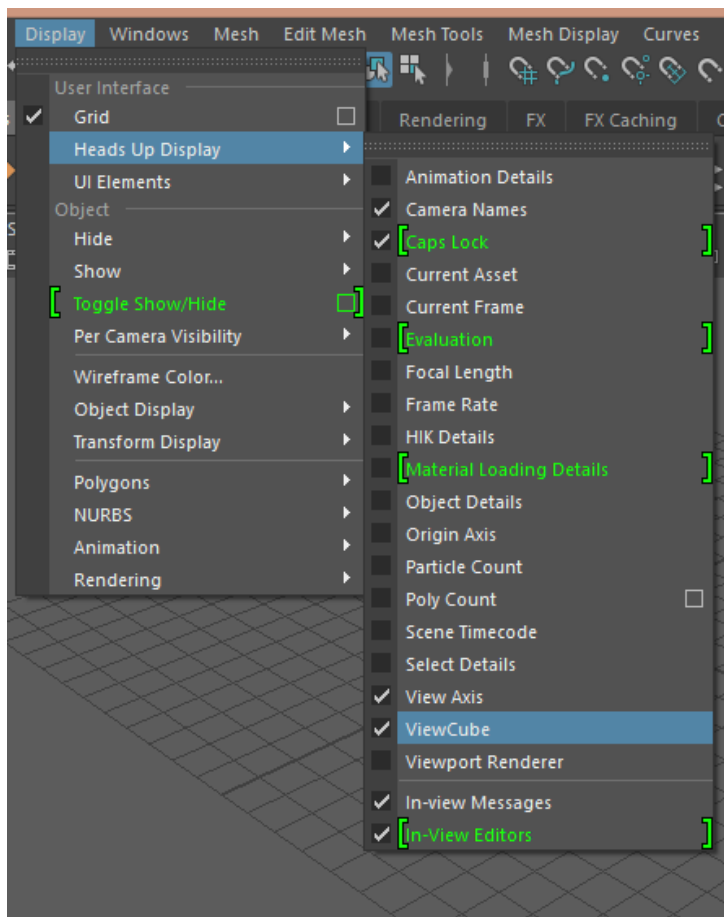 Display Windows Mesh Edit Mesh Mesh Tools Mesh Display Curves
Rendering FX FX Caching
User Interface
Grid
Heads Up Display
UI Elements
Object
Hide
Show
Toggle Show/Hide
Per Camera Visibility
Wireframe Color...
Object Display
Transform Display
Polygons
NURBS
Animation
Rendering
Animation Details
Camera Names
Caps Lock
Current Asset
Current Frame
Evaluation
Focal Length
Frame Rate
HIK Details
Material Loading Details
Object Details
Origin Axis
Particle Count
Poly Count
Scene Timecode
Select Details
View Axis
ViewCube
Viewport Renderer
In-view Messages
In-View Editors